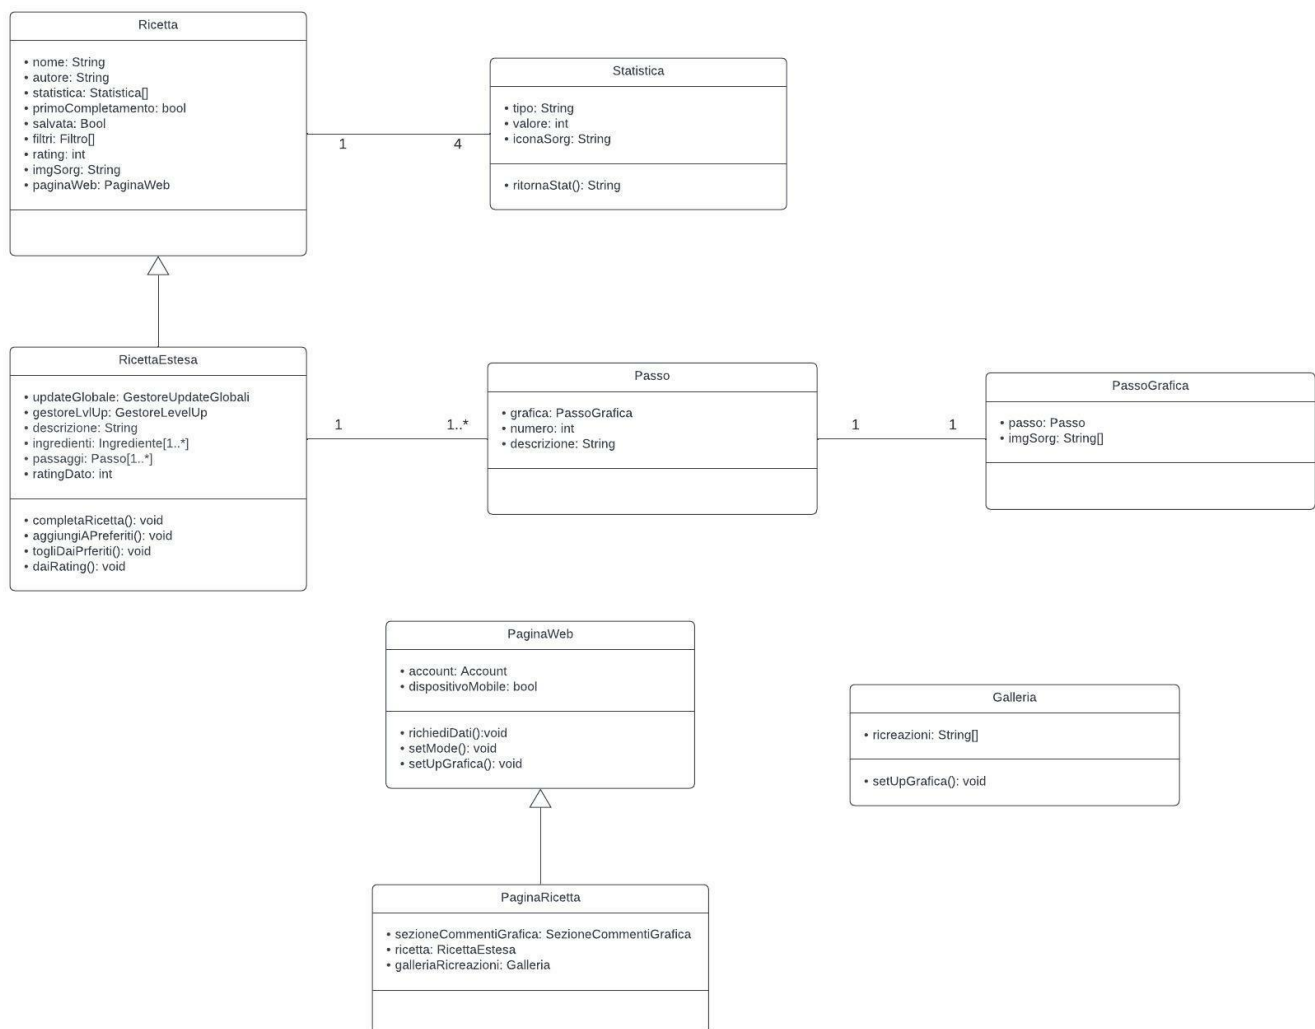 Ricetta
• nome: String
• autore: String
• statistica: Statistica[]
• primoCompletamento: bool
• salvata: Bool
• filtri: Filtro[]
• rating: int
• imgSorg: String
• paginaWeb: PaginaWeb
1
4
Statistica
• tipo: String
• valore: int
• iconaSorg: String
• ritornaStat(): String
RicettaEstesa
• updateGlobale: GestoreUpdateGlobali
• gestoreLvlUp: GestoreLevelUp
• descrizione: String
• ingredienti: Ingrediente[1..*]
• passaggi: Passo[1..*]
• ratingDato: int
• completaRicetta(): void
• aggiungiAPreferiti(): void
• togliDaiPrferiti(): void
• daiRating(): void
1
1..*
Passo
• grafica: PassoGrafica
• numero: int
• descrizione: String
1
1
PassoGrafica
• passo: Passo
• imgSorg: String[]
PaginaWeb
• account: Account
• dispositivoMobile: bool
• richiediDati():void
• setMode(): void
• setUpGrafica(): void
Galleria
• ricreazioni: String[]
• setUpGrafica(): void
PaginaRicetta
• sezioneCommentiGrafica: SezioneCommentiGrafica
• ricetta: RicettaEstesa
• galleriaRicreazioni: Galleria